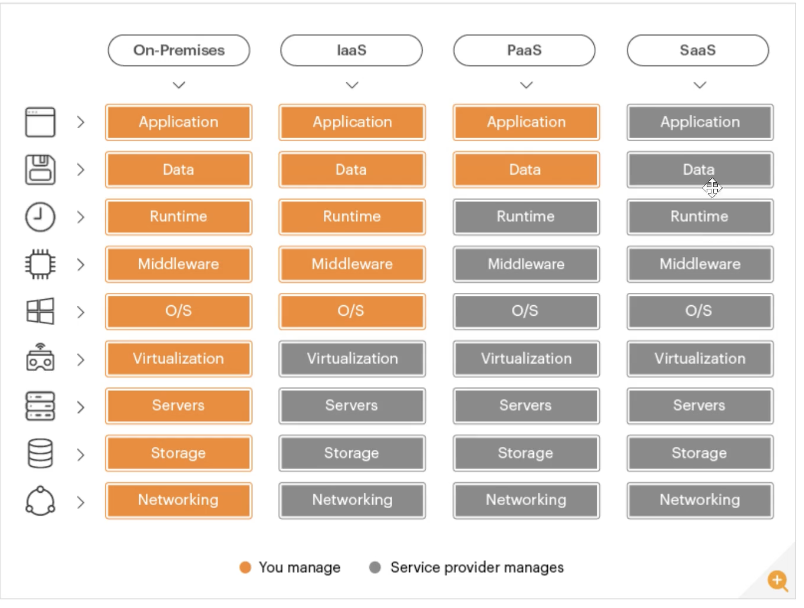 On-Premises IaaS PaaS SaaS
Application Application Application Application
Data Data Data Data
Runtime Runtime Runtime Runtime
Middleware Middleware Middleware Middleware
O/S O/S O/S O/S
Virtualization Virtualization Virtualization Virtualization
Servers Servers Servers Servers
Storage Storage Storage Storage
Networking Networking Networking Networking
You manage Service provider manages